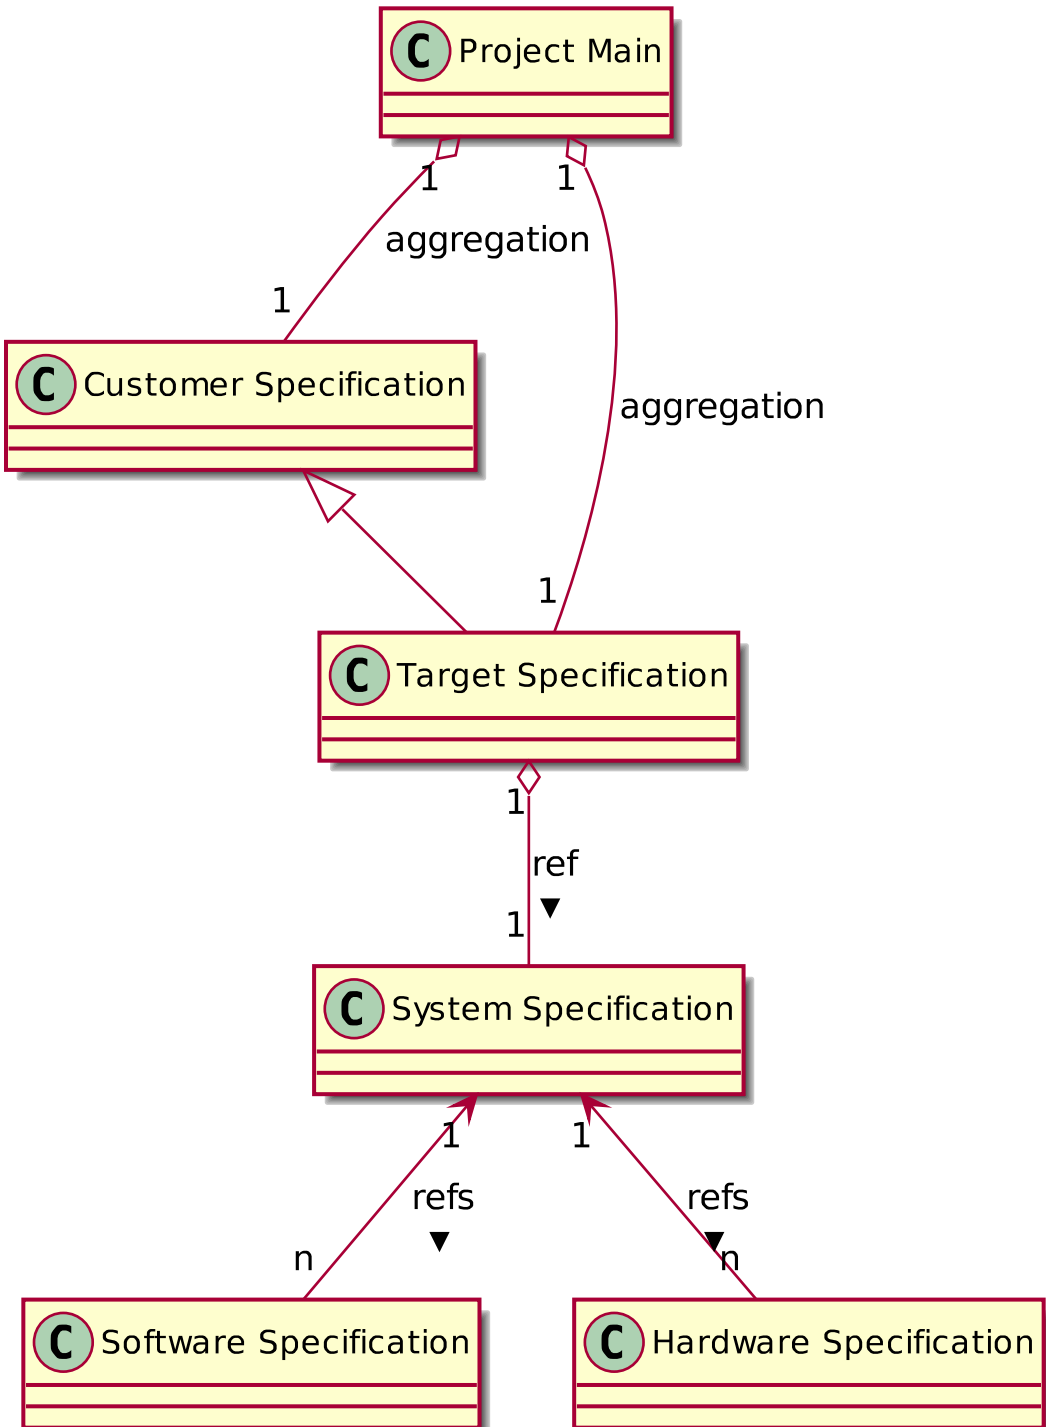 C Project Main
1
1
aggregation
1
C Customer Specification
aggregation
1
C Target Specification
1
ref
▼
1
C System Specification
1
1
refs
refs
▼
▼
n
n
C Software Specification
C Hardware Specification